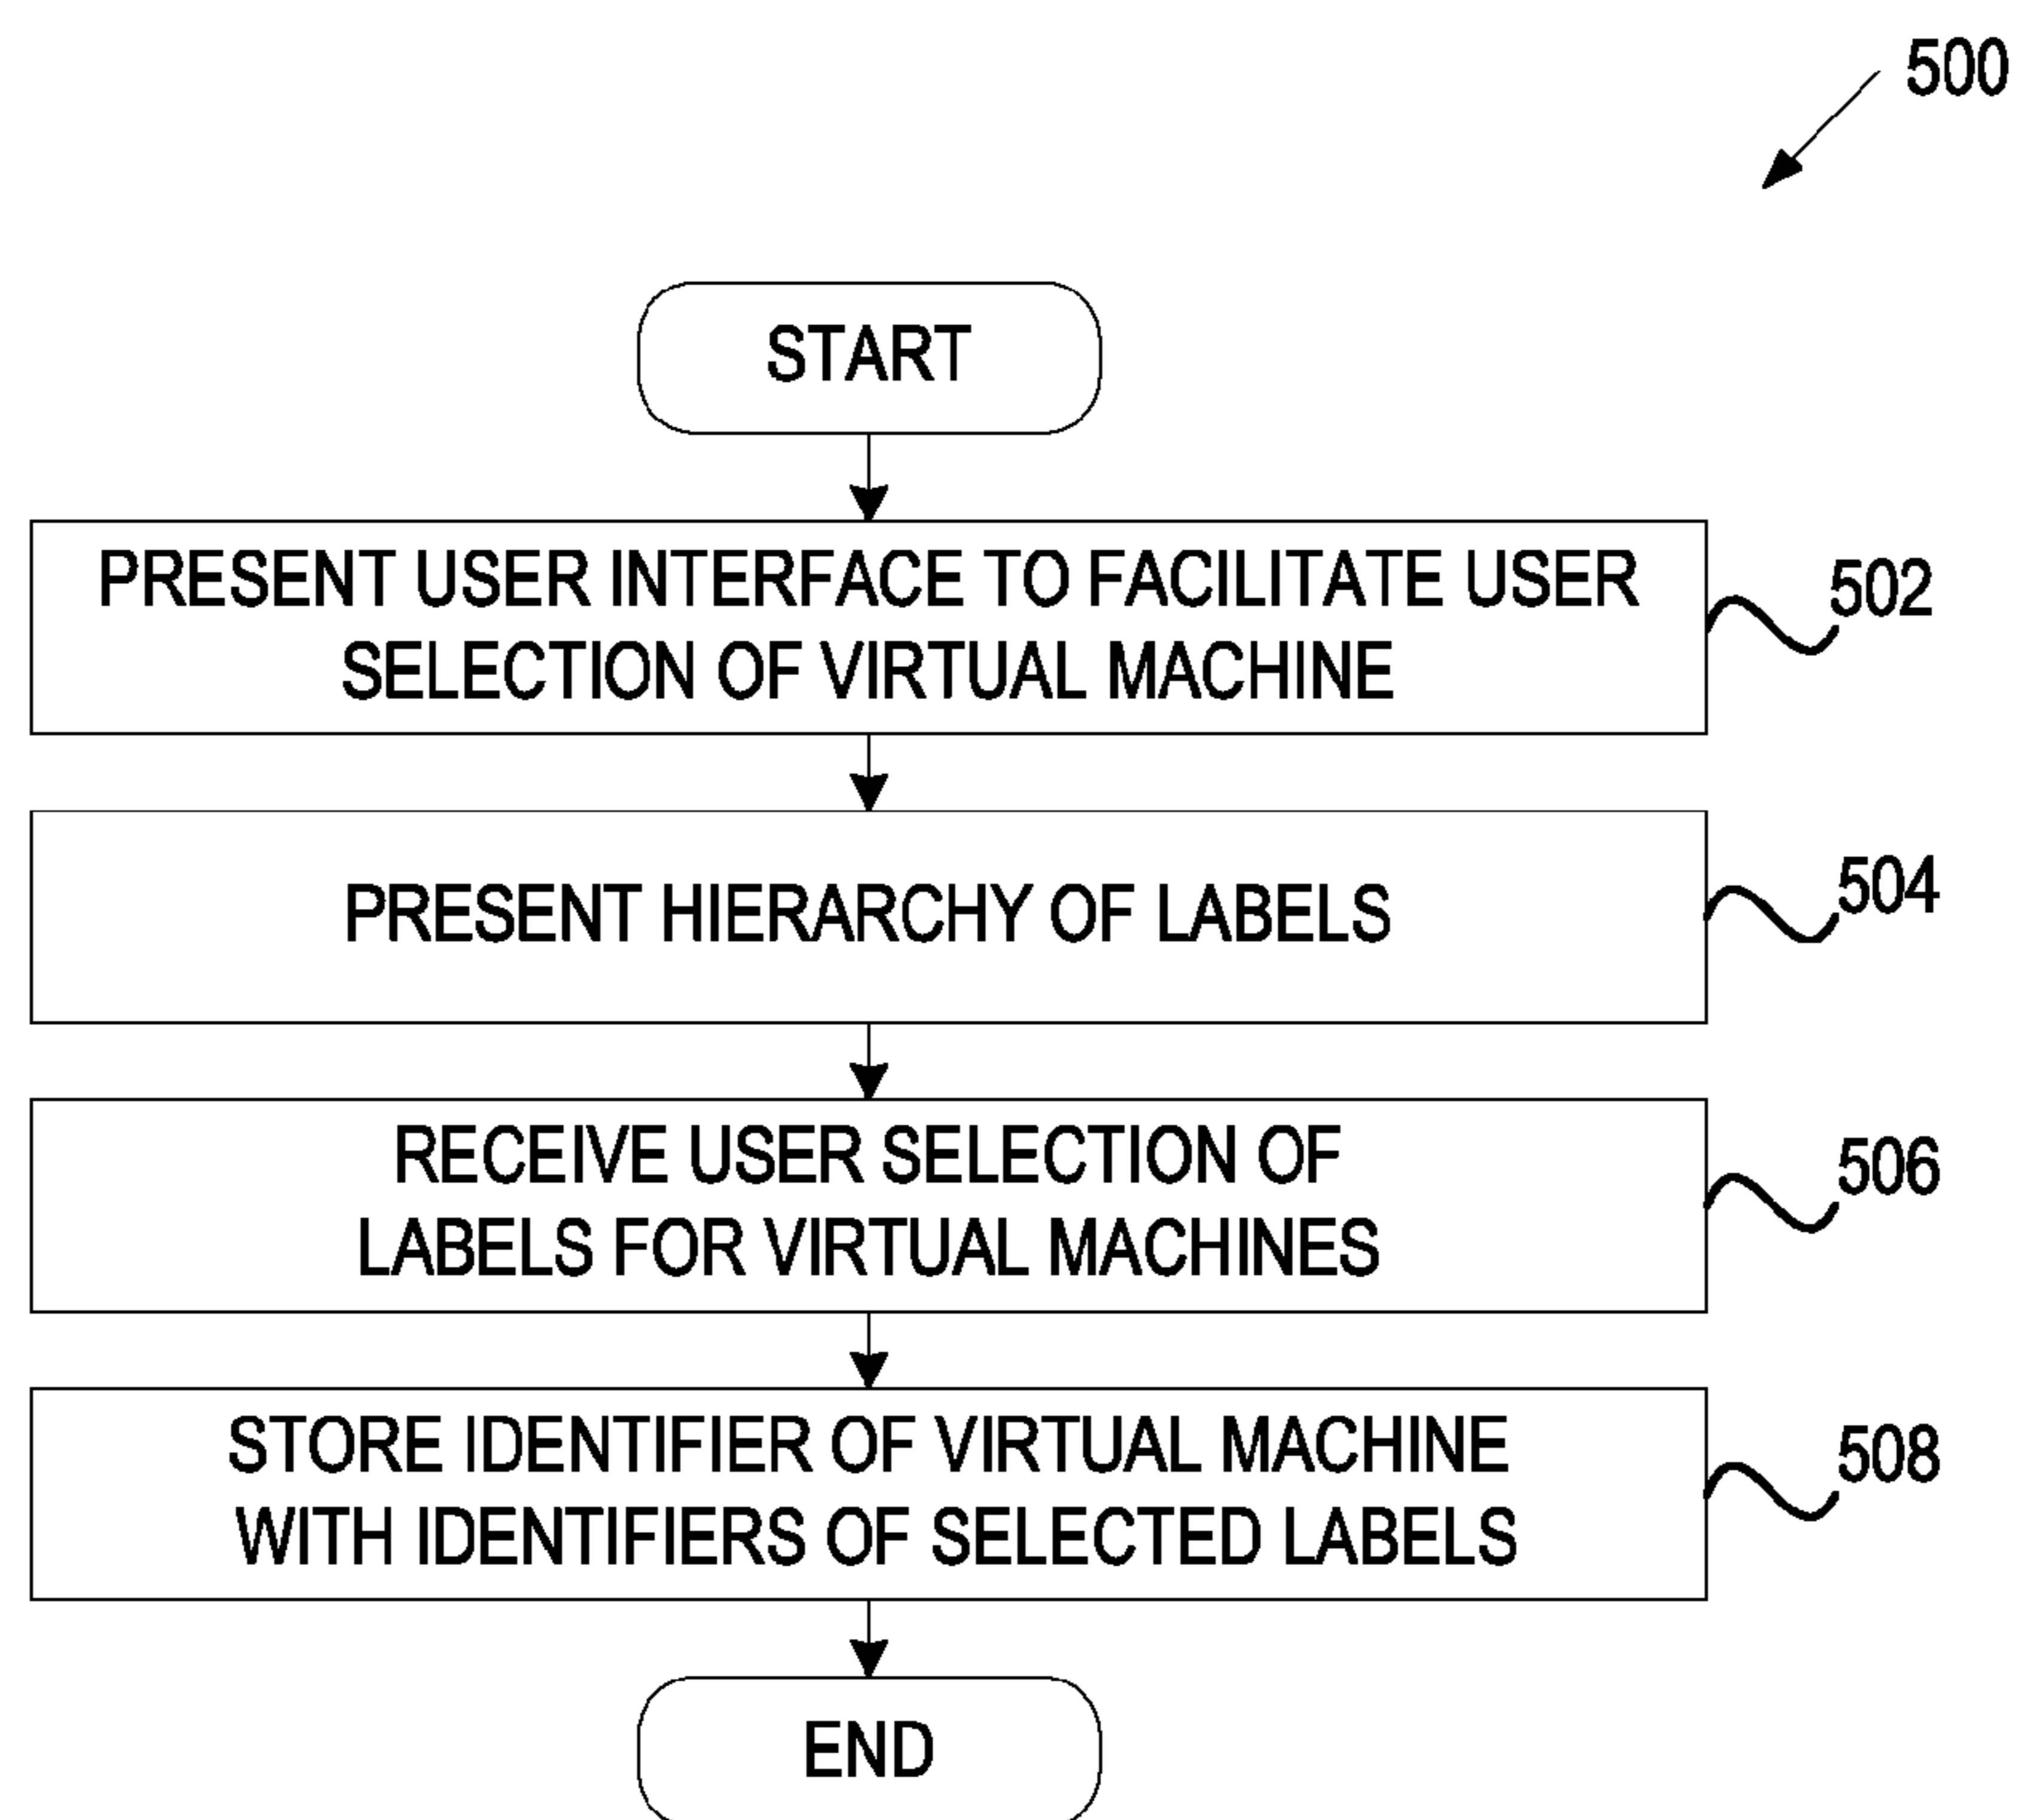 500
START
PRESENT USER INTERFACE TO FACILITATE USER
SELECTION OF VIRTUAL MACHINE
502
PRESENT HIERARCHY OF LABELS
504
RECEIVE USER SELECTION OF
LABELS FOR VIRTUAL MACHINES
506
STORE IDENTIFIER OF VIRTUAL MACHINE
WITH IDENTIFIERS OF SELECTED LABELS
508
END